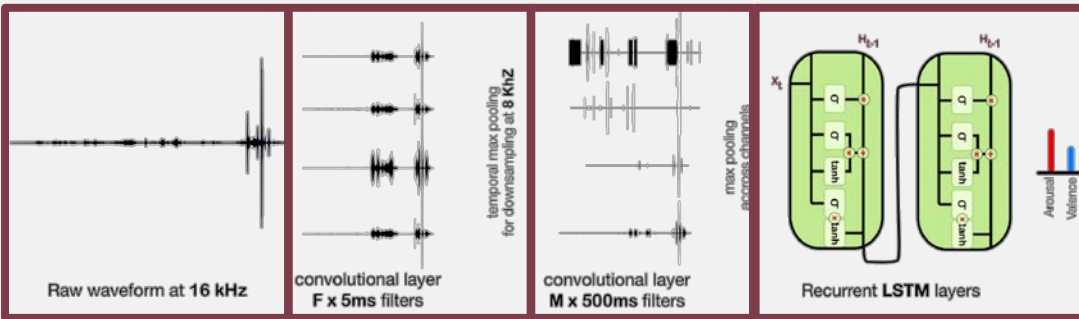 Raw waveform at 16 kHz
convolutional layer
F x 5ms filters
temporal max pooling
for downsampling at 8 KhZ
convolutional layer
M x 500ms filters
max pooling
accross channels
Ht-1
Xt
σ
x
σ
x
+
tanh
σ
x
tanh
Ht-1
σ
x
σ
x
+
tanh
σ
x
tanh
Recurrent LSTM layers
Arousal
Valence